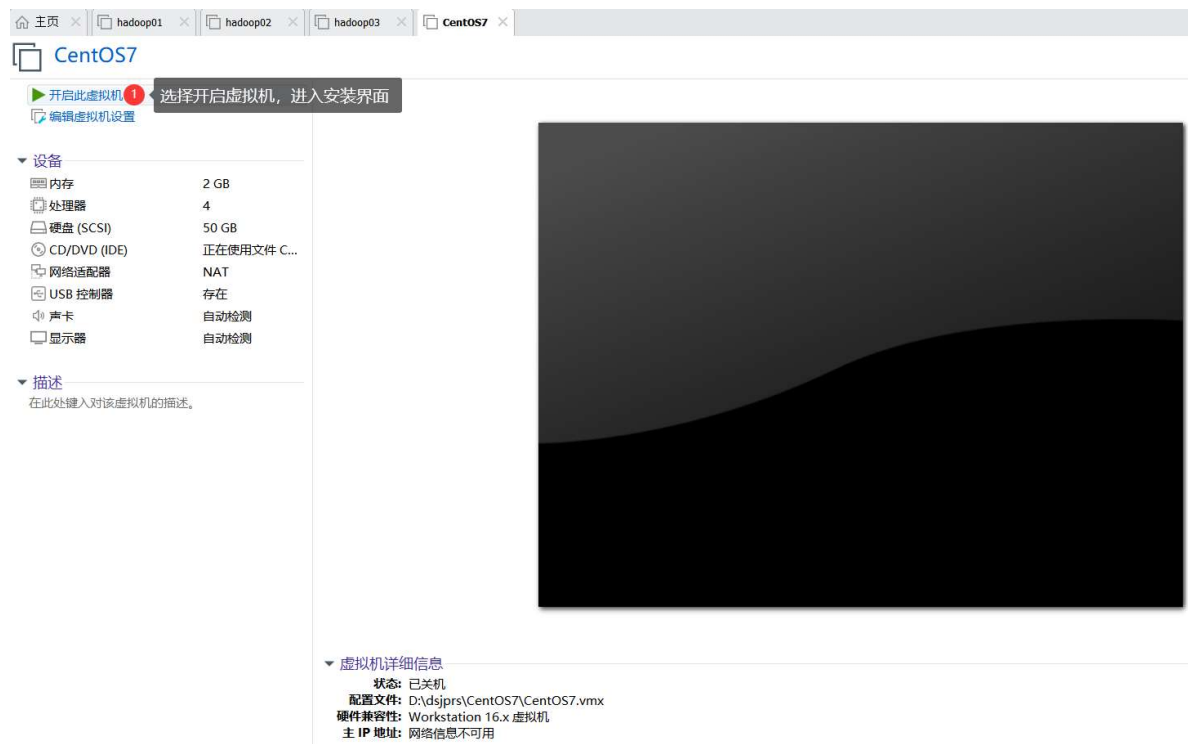 主页 hadoop01 hadoop02 hadoop03 CentOS7
CentOS7
开启此虚拟机 1 选择开启虚拟机，进入安装界面
编辑虚拟机设置
设备
内存 2 GB
处理器 4
硬盘 (SCSI) 50 GB
CD/DVD (IDE) 正在使用文件 C...
网络适配器 NAT
USB 控制器 存在
声卡 自动检测
显示器 自动检测
描述
在此处键入对该虚拟机的描述。
虚拟机详细信息
状态: 已关机
配置文件: D:\dsjprs\CentOS7\CentOS7.vmx
硬件兼容性: Workstation 16.x 虚拟机
主 IP 地址: 网络信息不可用